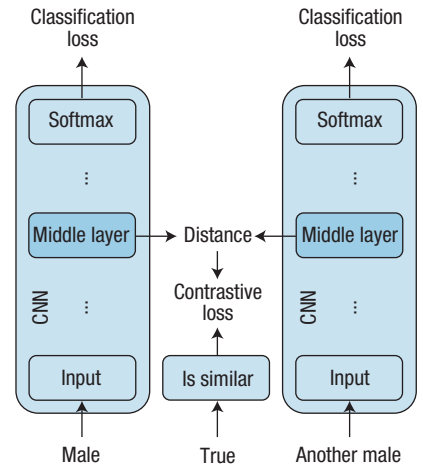 Classification
loss
Classification
loss
Softmax
Softmax
...
...
Middle layer
Distance
Middle layer
CNN
...
Contrastive
loss
CNN
...
Input
Is similar
Input
Male
True
Another male